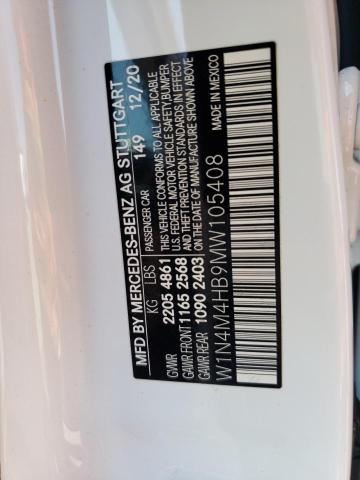 MFD BY MERCEDES-BENZ AG STUTTGART
PASSENGER CAR 149 12/20
KG LBS
GVWR 2205 4861
GAWR FRONT 1165 2568
GAWR REAR 1090 2403
THIS VEHICLE CONFORMS TO ALL APPLICABLE
U.S. FEDERAL MOTOR VEHICLE SAFETY,BUMPER
AND THEFT PREVENTION STANDARDS IN EFFECT
ON THE DATE OF MANUFACTURE SHOWN ABOVE
W1N4M4HB9MW105408 MADE IN MEXICO